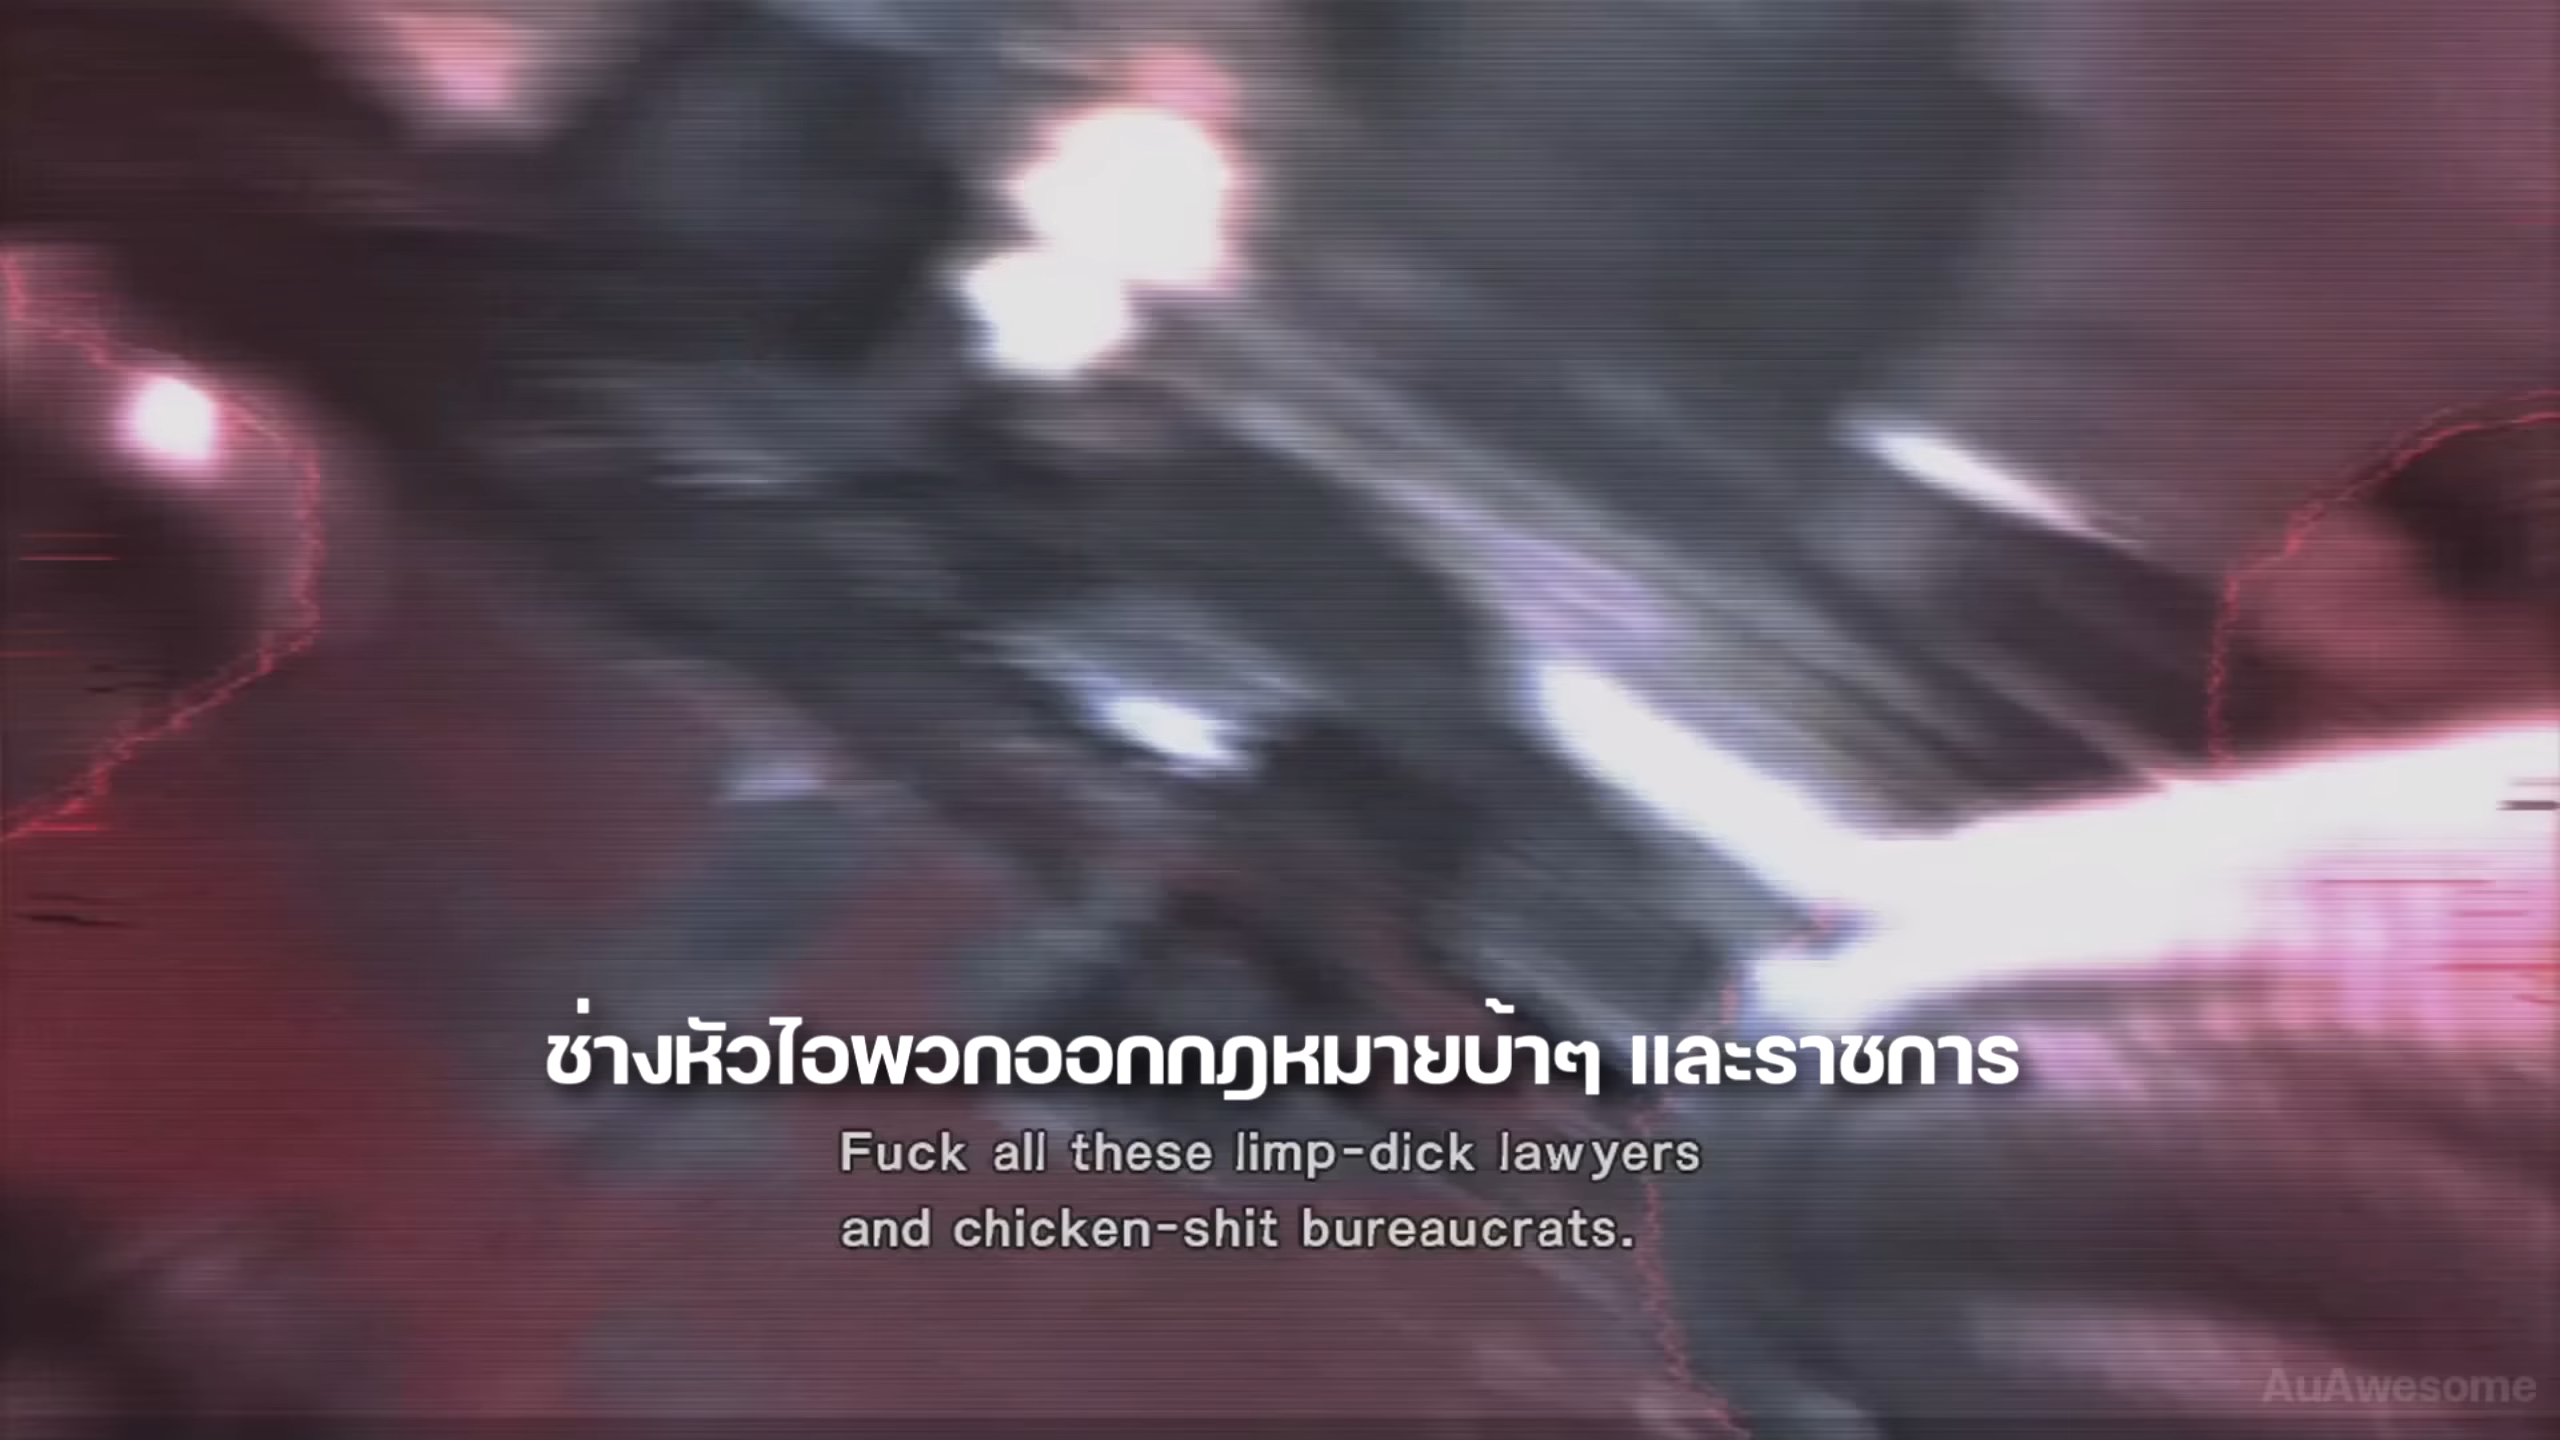 ช่างหัวไอพวกออกกฎหมายบ้าๆ และราชการ
Fuck all these limp-dick lawyers
and chicken-shit bureaucrats.
AuAwesome